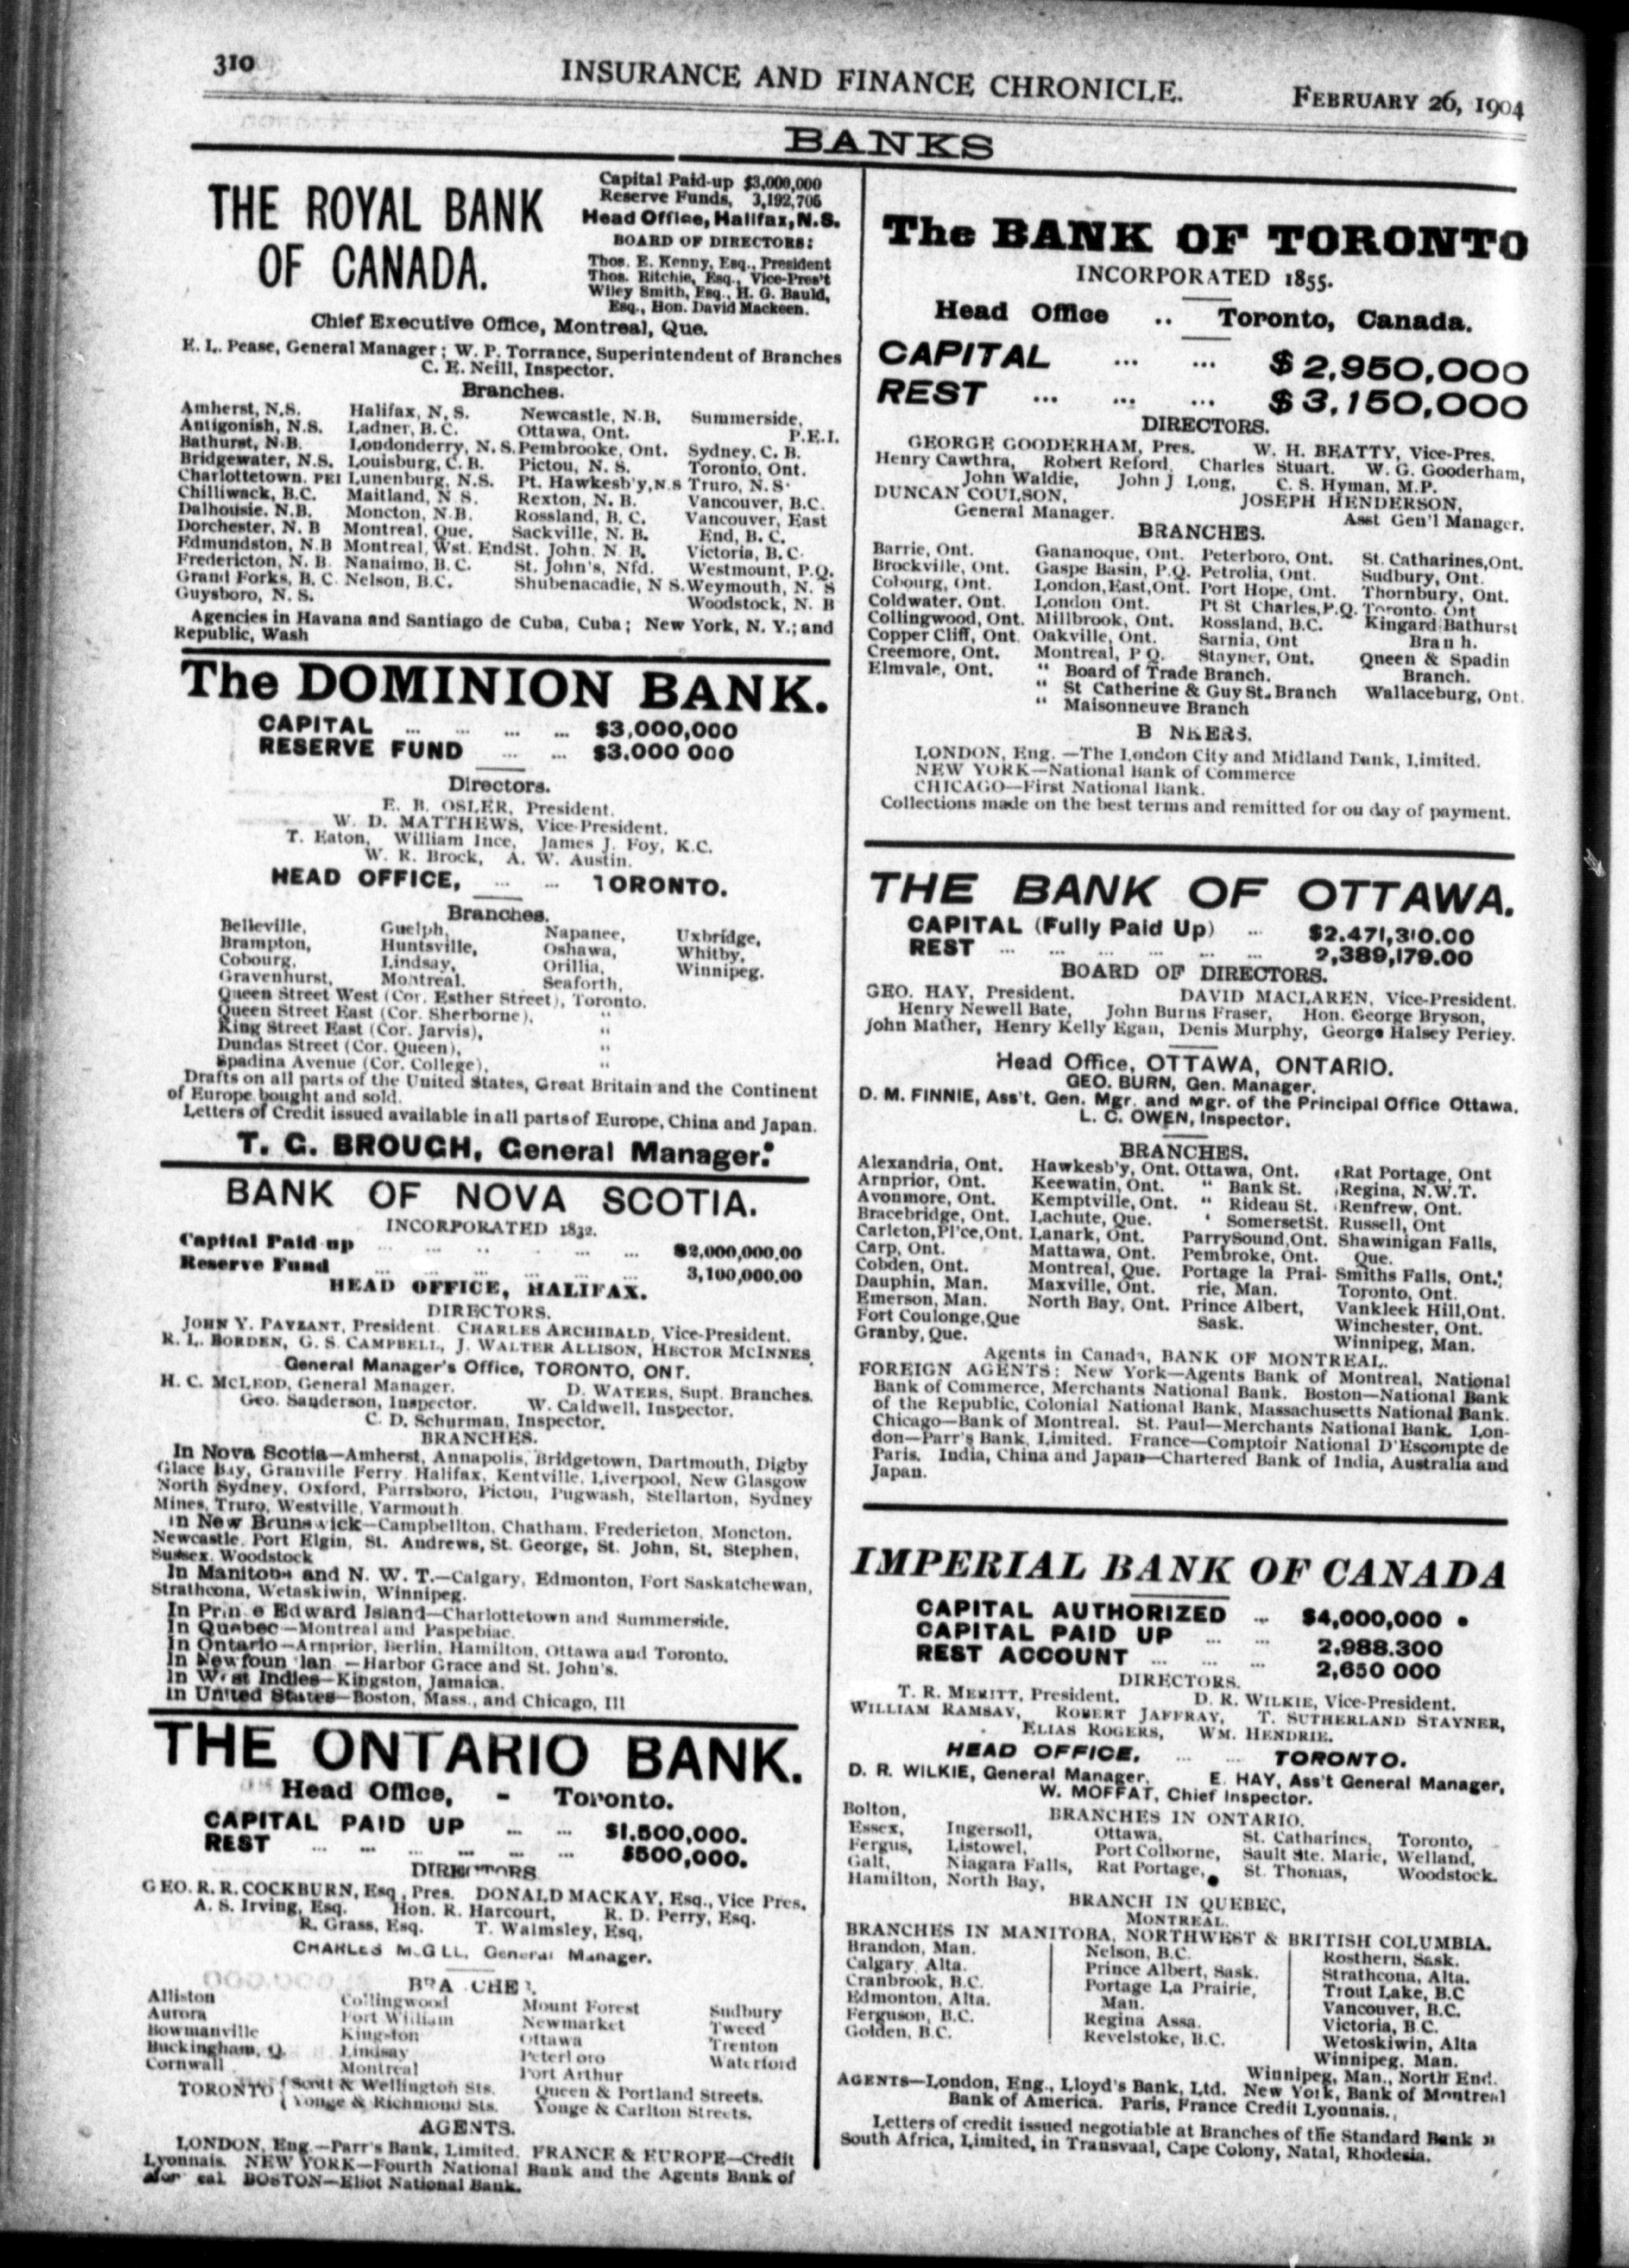 310
INSURANCE AND FINANCE CHRONICLE.
FEBRUARY 26, 1904
BANKS
THE ROYAL BANK
OF CANADA.
Capital Paid-up $3,000,000
Reserve Funds, 3,192,705
Head Office, Halifax, N.S.
BOARD OF DIRECTORS:
Thos. E. Kenny, Esq., President
Thos. Ritchie, Esq., Vice-Pres't
Wiley Smith, Esq., H. G. Bauld,
Esq., Hon. David Mackeen.
Chief Executive Office, Montreal, Que.
E. L. Pease, General Manager; W. P. Torrance, Superintendent of Branches
C. E. Neill, Inspector.
Branches.
Amherst, N.S. Halifax, N. S. Newcastle, N.B, Summerside,
Antigonish, N.S. Ladner, B.C. Ottawa, Ont. P.E.I.
Bathurst, N.B. Londonderry, N. S. Pembrooke, Ont. Sydney, C. B.
Bridgewater, N.S. Louisburg, C. B. Pictou, N. S. Toronto, Ont.
Charlottetown, PEI Lunenburg, N.S. Pt. Hawkesb'y, N.S Truro, N. S.
Chilliwack, B.C. Maitland, N S. Rexton, N. B. Vancouver, B.C.
Dalhousie, N.B. Moncton, N.B. Rossland, B. C. Vancouver, East
Dorchester, N. B Montreal, Que. Sackville, N. B. End, B. C.
Edmundston, N.B Montreal, Wst. End St. John, N. B. Victoria, B. C.
Fredericton, N. B. Nanaimo, B. C. St. John's, Nfd. Westmount, P.Q.
Grand Forks, B. C. Nelson, B.C. Shubenacadie, N S. Weymouth, N. S
Guysboro, N. S. Woodstock, N. B
Agencies in Havana and Santiago de Cuba, Cuba; New York, N. Y.; and
Republic, Wash
The DOMINION BANK.
CAPITAL ... ... ... ... $3,000,000
RESERVE FUND ... ... $3.000 000
Directors.
E. B. OSLER, President.
W. D. MATTHEWS, Vice-President.
T. Eaton, William Ince, James J. Foy, K.C.
W. R. Brock, A. W. Austin.
HEAD OFFICE, ... ... TORONTO.
Branches.
Belleville, Guelph, Napanee, Uxbridge,
Brampton, Huntsville, Oshawa, Whitby,
Cobourg, Lindsay, Orillia, Winnipeg.
Gravenhurst, Montreal. Seaforth,
Queen Street West (Cor. Esther Street), Toronto.
Queen Street East (Cor. Sherborne), "
King Street East (Cor. Jarvis), "
Dundas Street (Cor. Queen), "
Spadina Avenue (Cor. College). "
Drafts on all parts of the United States, Great Britain and the Continent
of Europe bought and sold.
Letters of Credit issued available in all parts of Europe, China and Japan.
T. G. BROUGH, General Manager.
BANK OF NOVA SCOTIA.
INCORPORATED 1832.
Capital Paid up ... ... ... ... ... $2,000,000.00
Reserve Fund ... ... ... ... ... 3,100,000.00
HEAD OFFICE, HALIFAX.
DIRECTORS.
JOHN Y. PAYZANT, President. CHARLES ARCHIBALD, Vice-President.
R. L. BORDEN, G. S. CAMPBELL, J. WALTER ALLISON, HECTOR MCINNES
General Manager's Office, TORONTO, ONT.
H. C. MCLEOD, General Manager. D. WATERS, Supt. Branches.
Geo. Sanderson, Inspector. W. Caldwell, Inspector.
C. D. Schurman, Inspector.
BRANCHES.
In Nova Scotia—Amherst, Annapolis, Bridgetown, Dartmouth, Digby
Glace Bay, Granville Ferry, Halifax, Kentville, Liverpool, New Glasgow
North Sydney, Oxford, Parrsboro, Pictou, Pugwash, Stellarton, Sydney
Mines, Truro, Westville, Yarmouth.
In New Brunswick—Campbellton, Chatham, Fredericton, Moncton,
Newcastle, Port Elgin, St. Andrews, St. George, St. John, St. Stephen,
Sussex, Woodstock
In Manitoba and N. W. T.—Calgary, Edmonton, Fort Saskatchewan,
Strathcona, Wetaskiwin, Winnipeg.
In Prin e Edward Island—Charlottetown and Summerside.
In Quebec—Montreal and Paspebiac.
In Ontario—Arnprior, Berlin, Hamilton, Ottawa and Toronto.
In Newfoun lan —Harbor Grace and St. John's.
In West Indies—Kingston, Jamaica.
In United States—Boston, Mass., and Chicago, Ill
THE ONTARIO BANK.
Head Office, - Toronto.
CAPITAL PAID UP ... ... $1,500,000.
REST ... ... ... ... ... ... $500,000.
DIRECTORS
GEO. R. R. COCKBURN, Esq., Pres. DONALD MACKAY, Esq., Vice Pres.
A. S. Irving, Esq. Hon. R. Harcourt, R. D. Perry, Esq.
R. Grass, Esq. T. Walmsley, Esq,
CHARLES McGILL, General Manager.
BRA CHE
Alliston Collingwood Mount Forest Sudbury
Aurora Fort William Newmarket Tweed
Bowmanville Kingston Ottawa Trenton
Buckingham, Q. Lindsay Peterboro Waterford
Cornwall Montreal Port Arthur
TORONTO { Scott & Wellington Sts. Queen & Portland Streets.
{ Yonge & Richmond Sts. Yonge & Carlton Streets.
AGENTS.
LONDON, Eng.—Parr's Bank, Limited. FRANCE & EUROPE—Credit
Lyonnais. NEW YORK—Fourth National Bank and the Agents Bank of
BOSTON—Eliot National Bank.
The BANK OF TORONTO
INCORPORATED 1855.
Head Office .. Toronto, Canada.
CAPITAL ... ... $2,950,000
REST ... ... ... $3,150,000
DIRECTORS.
GEORGE GOODERHAM, Pres. W. H. BEATTY, Vice-Pres.
Henry Cawthra, Robert Reford, Charles Stuart. W. G. Gooderham,
John Waldie, John J Long, C. S. Hyman, M.P.
DUNCAN COULSON, JOSEPH HENDERSON,
General Manager. Asst Gen'l Manager.
BRANCHES.
Barrie, Ont. Gananoque, Ont. Peterboro, Ont. St. Catharines, Ont.
Brockville, Ont. Gaspe Basin, P.Q. Petrolia, Ont. Sudbury, Ont.
Cobourg, Ont. London, East, Ont. Port Hope, Ont. Thornbury, Ont.
Coldwater, Ont. London Ont. Pt St Charles, P.Q. Toronto, Ont
Collingwood, Ont. Millbrook, Ont. Rossland, B.C. Kingard Bathurst
Copper Cliff, Ont. Oakville, Ont. Sarnia, Ont Bran h.
Creemore, Ont. Montreal, P Q. Stayner, Ont. Qneen & Spadin
Elmvale, Ont. " Board of Trade Branch. Branch.
" St Catherine & Guy St. Branch Wallaceburg, Ont.
" Maisonneuve Branch
B NKERS.
LONDON, Eng. —The London City and Midland Bank, Limited.
NEW YORK—National Bank of Commerce
CHICAGO—First National Bank.
Collections made on the best terms and remitted for on day of payment.
THE BANK OF OTTAWA.
CAPITAL (Fully Paid Up) ... $2.471,310.00
REST ... ... ... ... ... ... 2,389,179.00
BOARD OF DIRECTORS.
GEO. HAY, President. DAVID MACLAREN, Vice-President.
Henry Newell Bate, John Burns Fraser, Hon. George Bryson,
John Mather, Henry Kelly Egan, Denis Murphy, George Halsey Perley.
Head Office, OTTAWA, ONTARIO.
GEO. BURN, Gen. Manager.
D. M. FINNIE, Ass't. Gen. Mgr. and Mgr. of the Principal Office Ottawa.
L. C. OWEN, Inspector.
BRANCHES.
Alexandria, Ont. Hawkesb'y, Ont. Ottawa, Ont. Rat Portage, Ont
Arnprior, Ont. Keewatin, Ont. " Bank St. Regina, N.W.T.
Avonmore, Ont. Kemptville, Ont. " Rideau St. Renfrew, Ont.
Bracebridge, Ont. Lachute, Que. ' Somerset St. Russell, Ont
Carleton, Pl'ce, Ont. Lanark, Ont. Parry Sound, Ont. Shawinigan Falls,
Carp, Ont. Mattawa, Ont. Pembroke, Ont. Que.
Cobden, Ont. Montreal, Que. Portage la Prai- Smiths Falls, Ont.
Dauphin, Man. Maxville, Ont. rie, Man. Toronto, Ont.
Emerson, Man. North Bay, Ont. Prince Albert, Vankleek Hill, Ont.
Fort Coulonge, Que Sask. Winchester, Ont.
Granby, Que. Winnipeg, Man.
Agents in Canada, BANK OF MONTREAL.
FOREIGN AGENTS: New York—Agents Bank of Montreal, National
Bank of Commerce, Merchants National Bank. Boston—National Bank
of the Republic, Colonial National Bank, Massachusetts National Bank.
Chicago—Bank of Montreal. St. Paul—Merchants National Bank. Lon-
don—Parr's Bank, Limited. France—Comptoir National D'Escompte de
Paris. India, China and Japan—Chartered Bank of India, Australia and
Japan.
IMPERIAL BANK OF CANADA
CAPITAL AUTHORIZED ... $4,000,000
CAPITAL PAID UP ... ... 2.988.300
REST ACCOUNT ... ... ... 2,650 000
DIRECTORS.
T. R. MERITT, President. D. R. WILKIE, Vice-President.
WILLIAM RAMSAY, ROBERT JAFFRAY, T. SUTHERLAND STAYNER,
ELIAS ROGERS, WM. HENDRIE.
HEAD OFFICE, ... ... TORONTO.
D. R. WILKIE, General Manager. E. HAY, Ass't General Manager,
W. MOFFAT, Chief Inspector.
BRANCHES IN ONTARIO.
Bolton,
Essex, Ingersoll, Ottawa, St. Catharines, Toronto,
Fergus, Listowel, Port Colborne, Sault Ste. Marie, Welland,
Galt, Niagara Falls, Rat Portage, St. Thomas, Woodstock.
Hamilton, North Bay,
BRANCH IN QUEBEC,
MONTREAL.
BRANCHES IN MANITOBA, NORTHWEST & BRITISH COLUMBIA.
Brandon, Man. Nelson, B.C. Rosthern, Sask.
Calgary, Alta. Prince Albert, Sask. Strathcona, Alta.
Cranbrook, B.C. Portage La Prairie, Trout Lake, B.C
Edmonton, Alta. Man. Vancouver, B.C.
Ferguson, B.C. Regina Assa. Victoria, B.C.
Golden, B.C. Revelstoke, B.C. Wetoskiwin, Alta
Winnipeg, Man.
Winnipeg, Man., North End.
AGENTS—London, Eng., Lloyd's Bank, Ltd. New York, Bank of Montreal
Bank of America. Paris, France Credit Lyonnais.
Letters of credit issued negotiable at Branches of the Standard Bank
South Africa, Limited, in Transvaal, Cape Colony, Natal, Rhodesia.